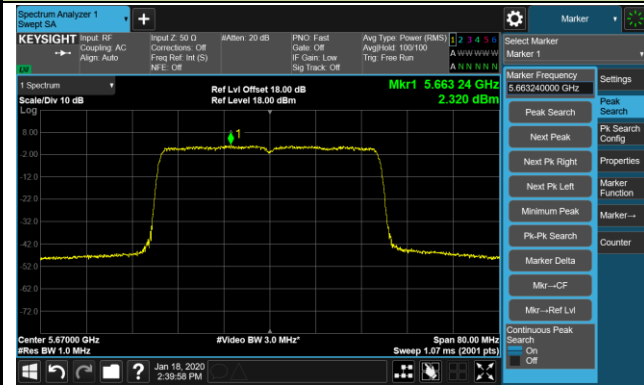 Spectrum Analyzer 1
Swept SA
Marker
KEYSIGHT
Input: RF
Coupling: AC
Align: Auto
Input Z: 50 Ω
Corrections: Off
Freq Ref: Int (S)
NFE: Off
#Atten: 20 dB
PNO: Fast
Gate: Off
IF Gain: Low
Sig Track: Off
Avg Type: Power (RMS)
Avg|Hold: 100/100
Trig: Free Run
1 2 3 4 5 6
A W W W W W
A N N N N N
Select Marker
Marker 1
1 Spectrum
Scale/Div 10 dB
Ref Lvl Offset 18.00 dB
Ref Level 18.00 dBm
Mkr1 5.663 24 GHz
2.320 dBm
Log
8.00
-2.00
-12.0
-22.0
-32.0
-42.0
-52.0
-62.0
-72.0
1
Center 5.67000 GHz
#Res BW 1.0 MHz
#Video BW 3.0 MHz*
Span 80.00 MHz
Sweep 1.07 ms (2001 pts)
Marker Frequency
5.663240000 GHz
Peak Search
Next Peak
Next Pk Right
Next Pk Left
Minimum Peak
Pk-Pk Search
Marker Delta
Mkr→CF
Mkr→Ref Lvl
Continuous Peak
Search
On
Off
Settings
Peak
Search
Pk Search
Config
Properties
Marker
Function
Marker→
Counter
Jan 18, 2020
2:39:58 PM